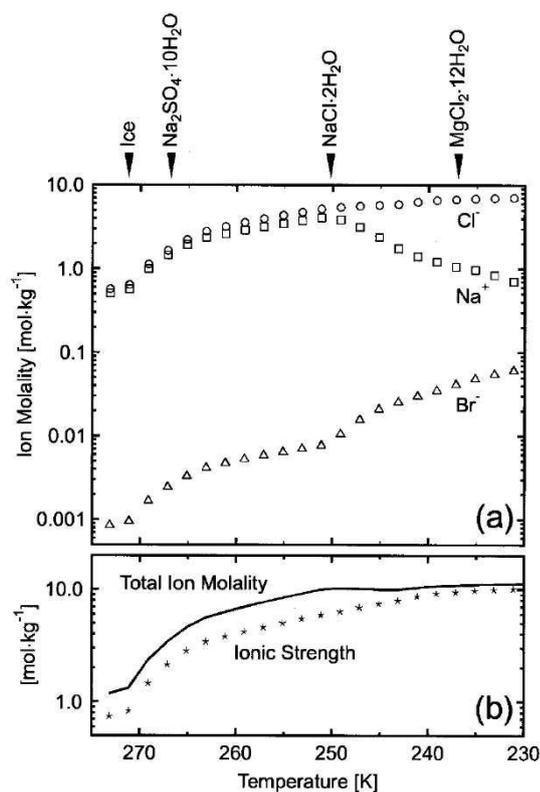 Ice
Na₂SO₄·10H₂O
NaCl·2H₂O
MgCl₂·12H₂O
Ion Molality [mol·kg⁻¹]
10.0
1.0
0.1
0.01
0.001
Cl⁻
Na⁺
Br⁻
(a)
[mol·kg⁻¹]
10.0
1.0
Total Ion Molality
Ionic Strength
(b)
270 260 250 240 230
Temperature [K]